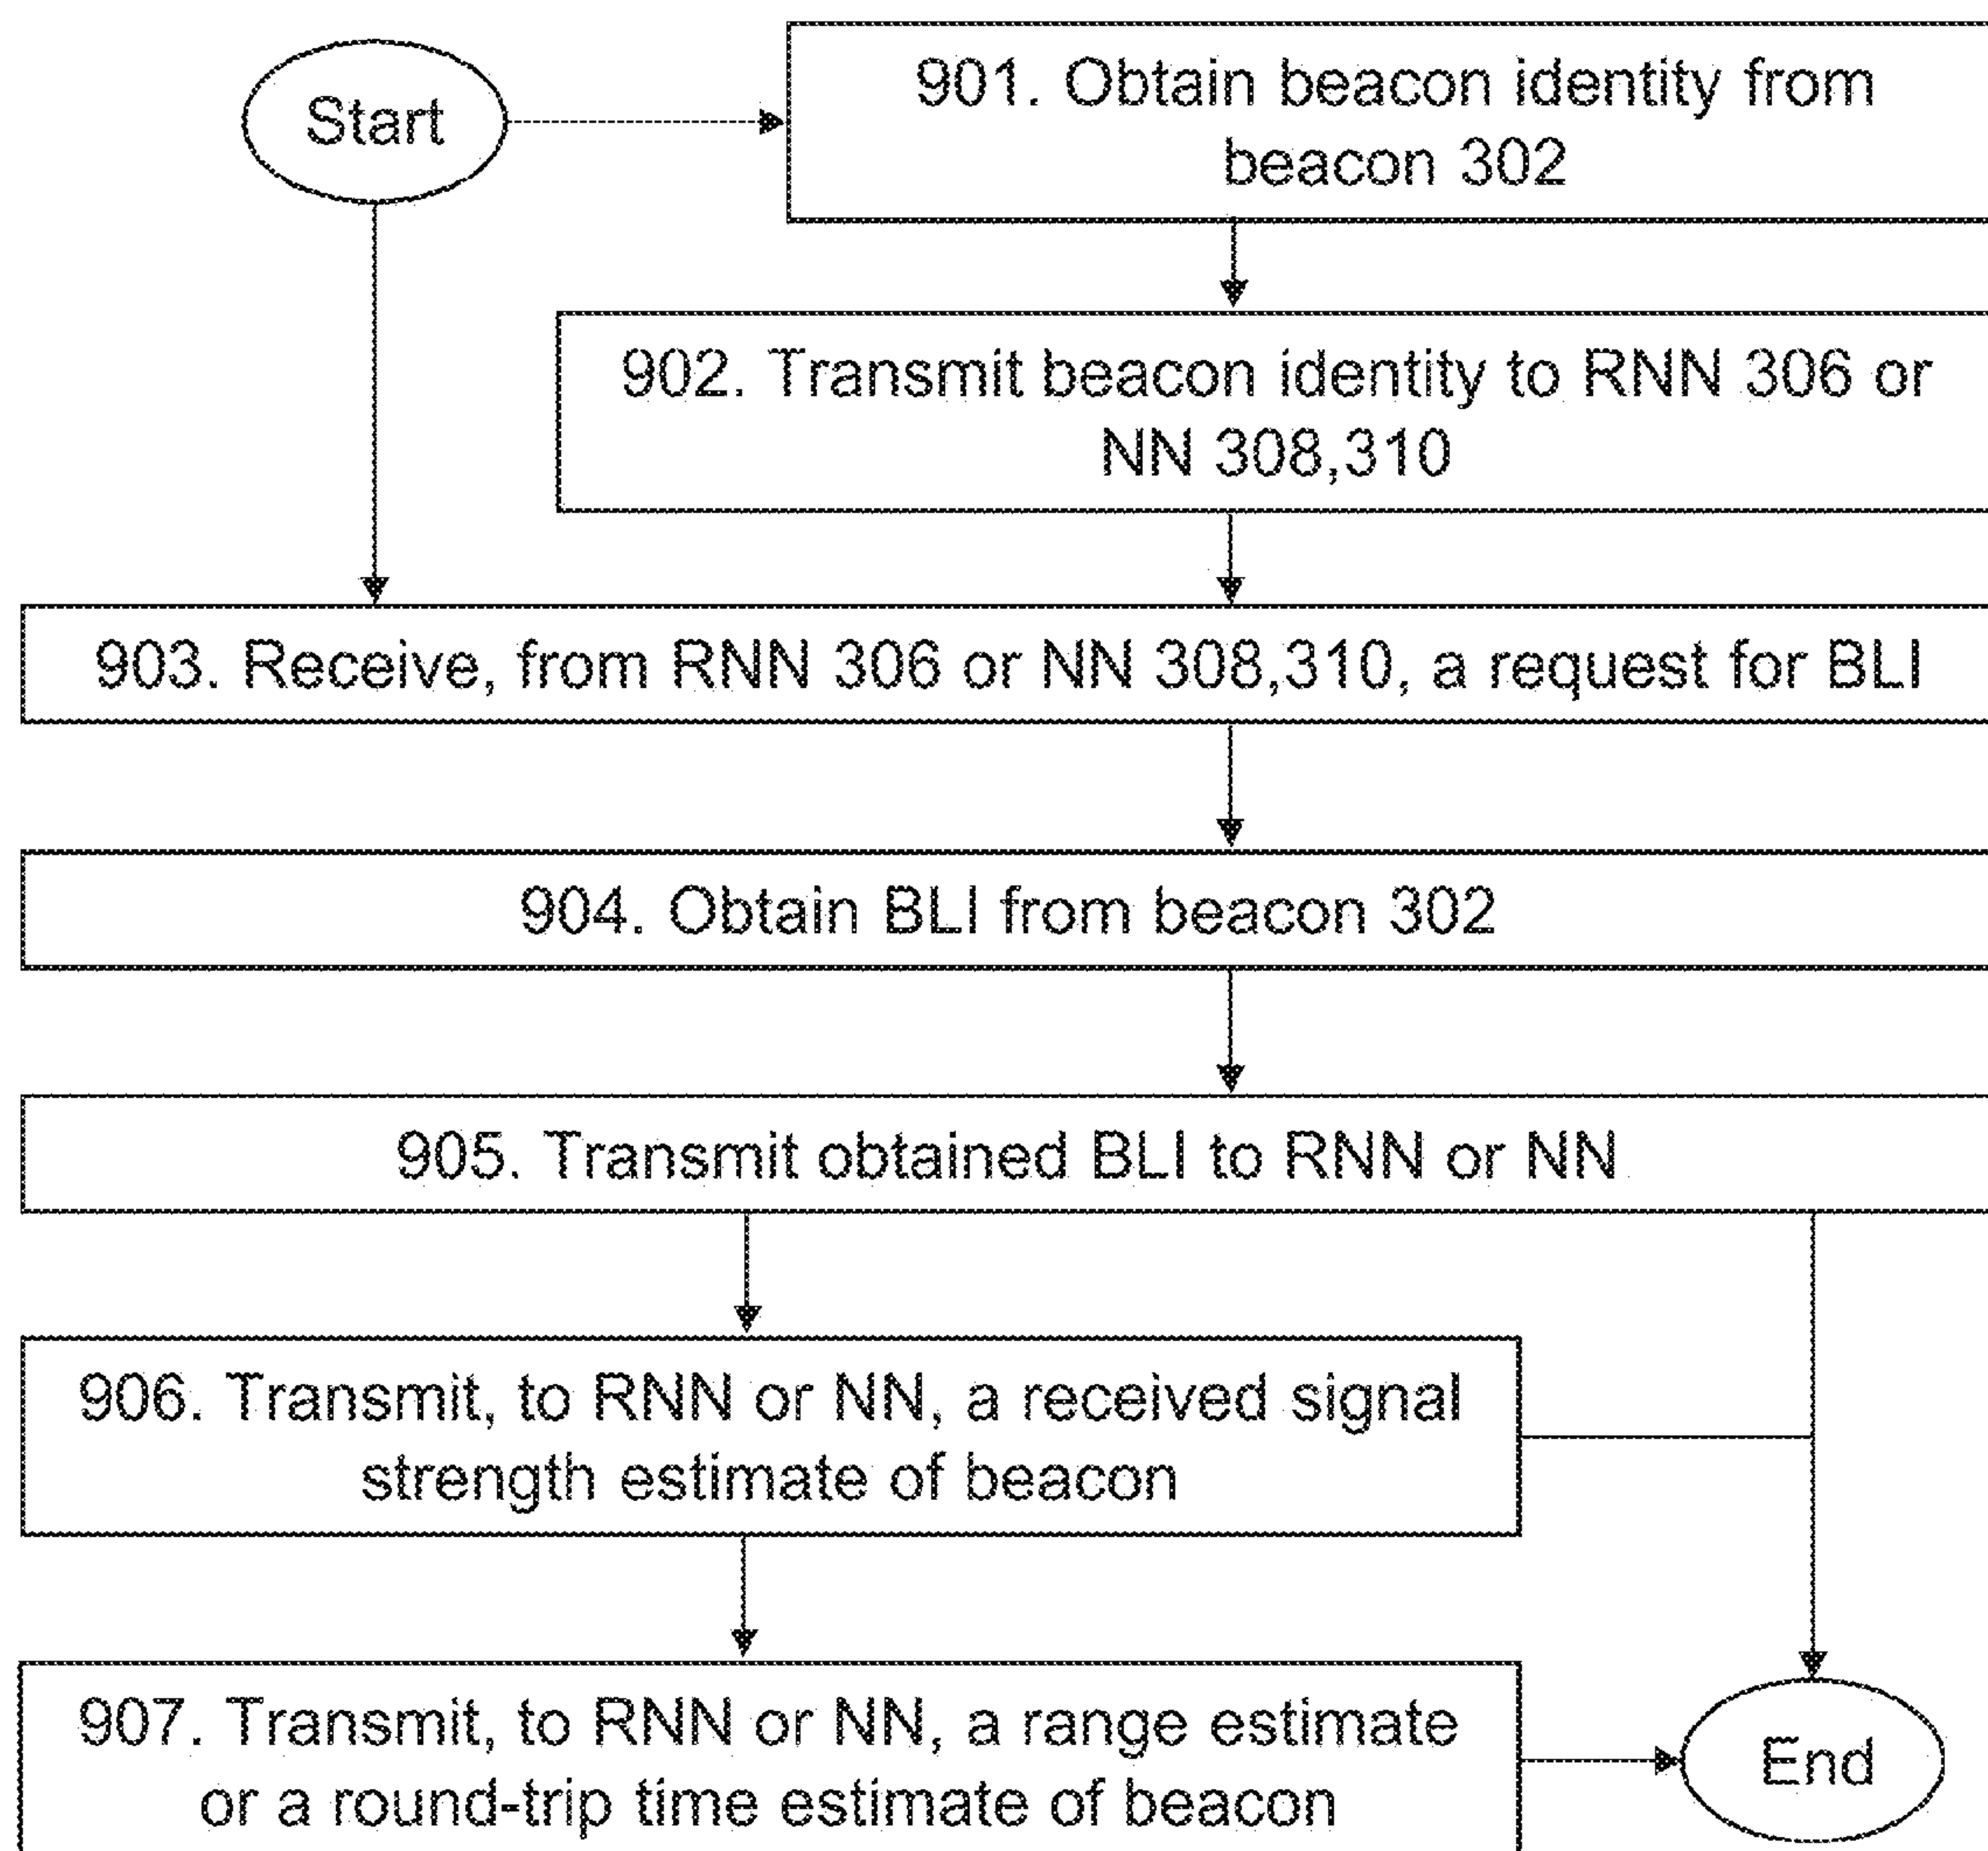 Start
901. Obtain beacon identity from
beacon 302
902. Transmit beacon identity to RNN 306 or
NN 308,310
903. Receive, from RNN 306 or NN 308,310, a request for BLI
904. Obtain BLI from beacon 302
905. Transmit obtained BLI to RNN or NN
906. Transmit, to RNN or NN, a received signal
strength estimate of beacon
907. Transmit, to RNN or NN, a range estimate
or a round-trip time estimate of beacon
End